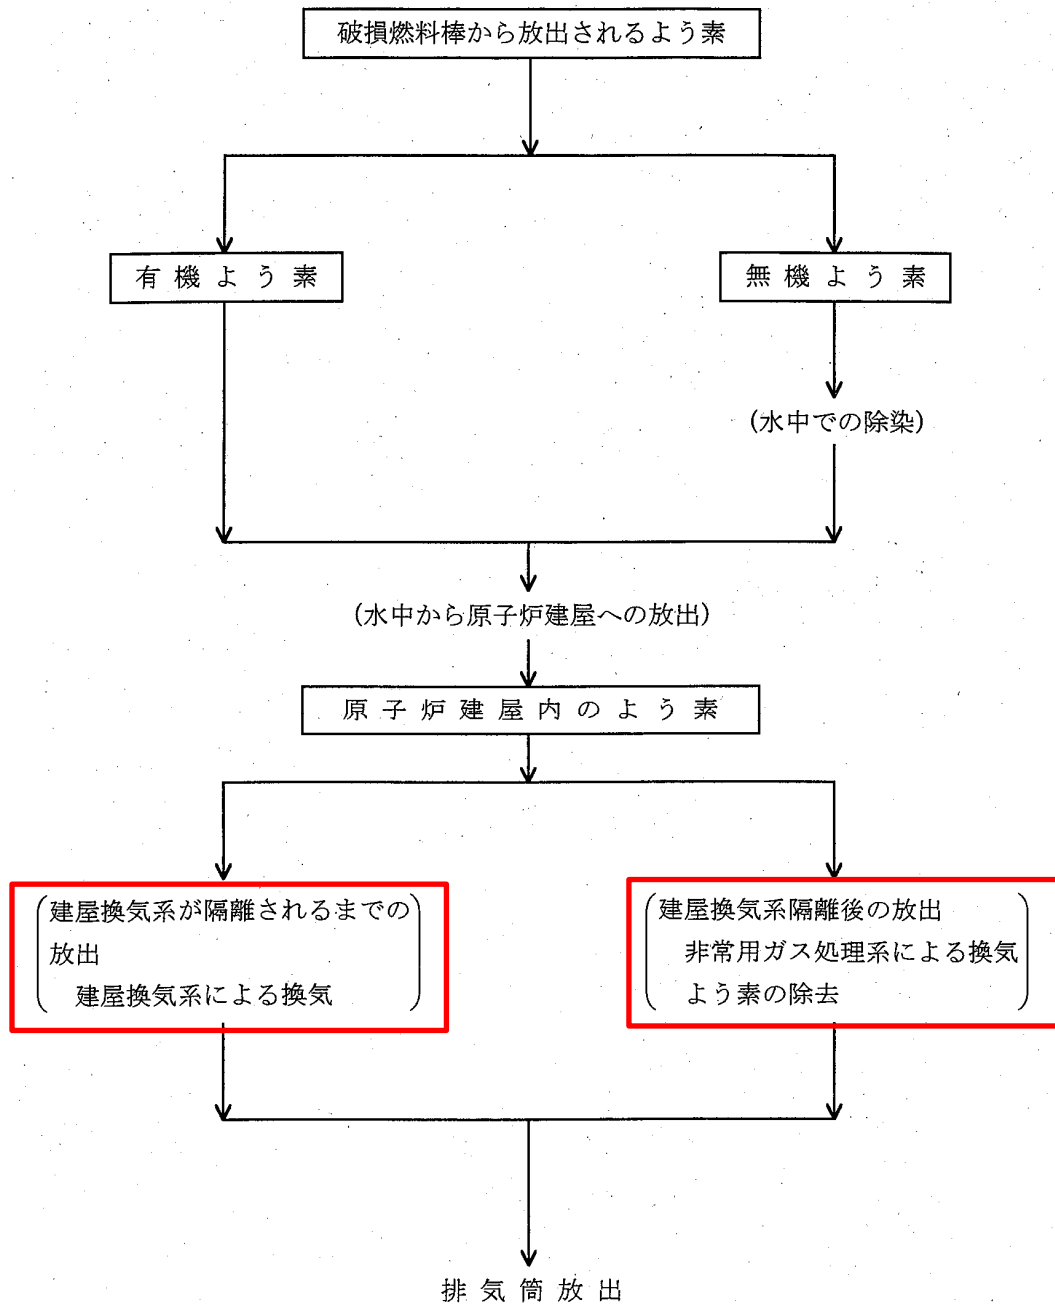 破損燃料棒から放出されるよう素
有機よう素
無機よう素
(水中での除染)
(水中から原子炉建屋への放出)
原子炉建屋内のよう素
建屋換気系が隔離されるまでの
放出
建屋換気系による換気
建屋換気系隔離後の放出
非常用ガス処理系による換気
よう素の除去
排気筒放出